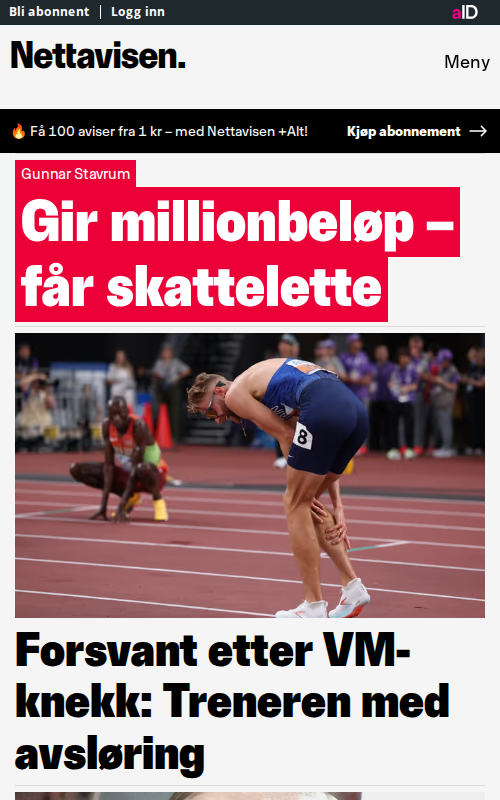 Bli abonnent
Logg inn
aID
Nettavisen.
Meny
🔥 Få 100 aviser fra 1 kr – med Nettavisen +Alt!
Kjøp abonnement →
Gunnar Stavrum
Gir millionbeløp –
får skattelette
8
Forsvant etter VM-
knekk: Treneren med
avsløring